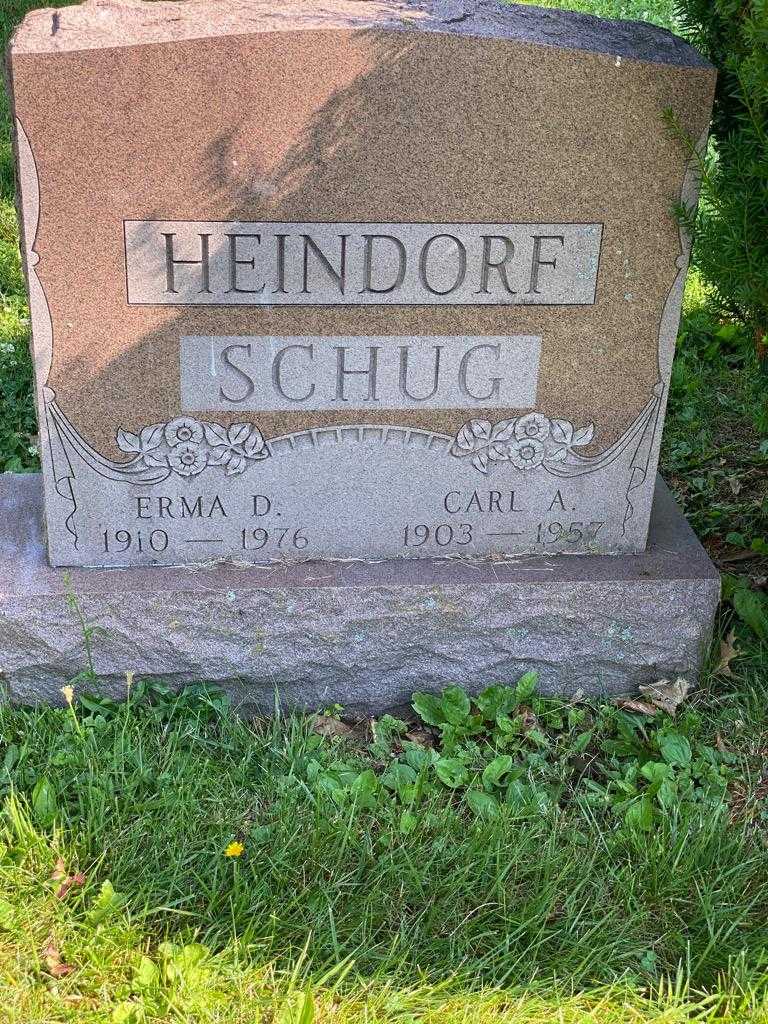 HEINDORF
SCHUG
ERMA D. CARL A.
1910 — 1976 1903 — 1957